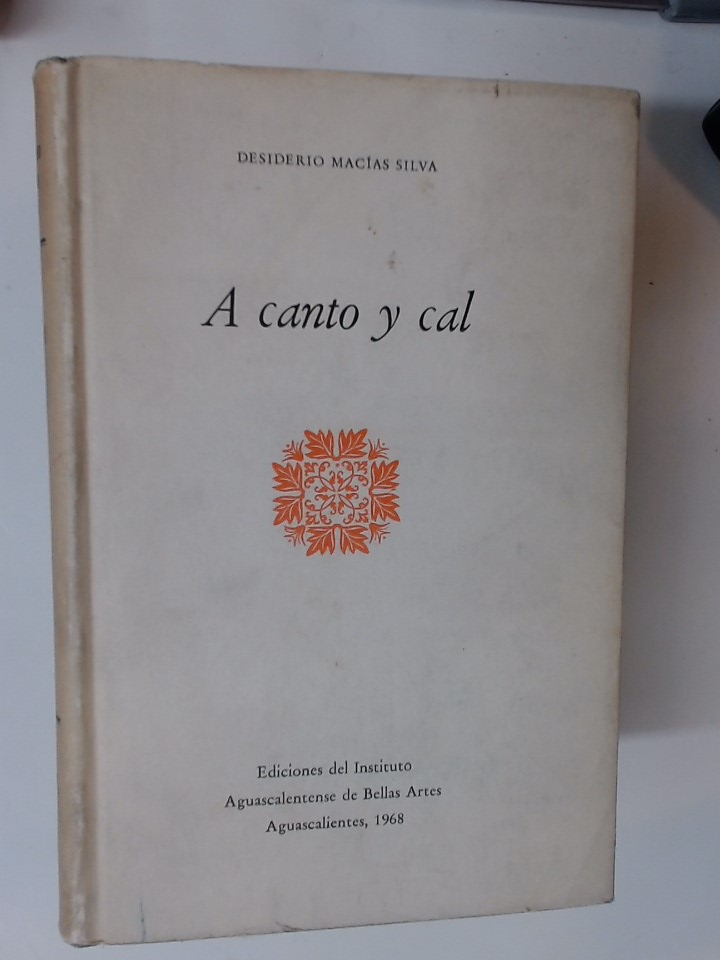 DESIDERIO MACÍAS SILVA
A canto y cal
Ediciones del Instituto
Aguascalentense de Bellas Artes
Aguascalientes, 1968